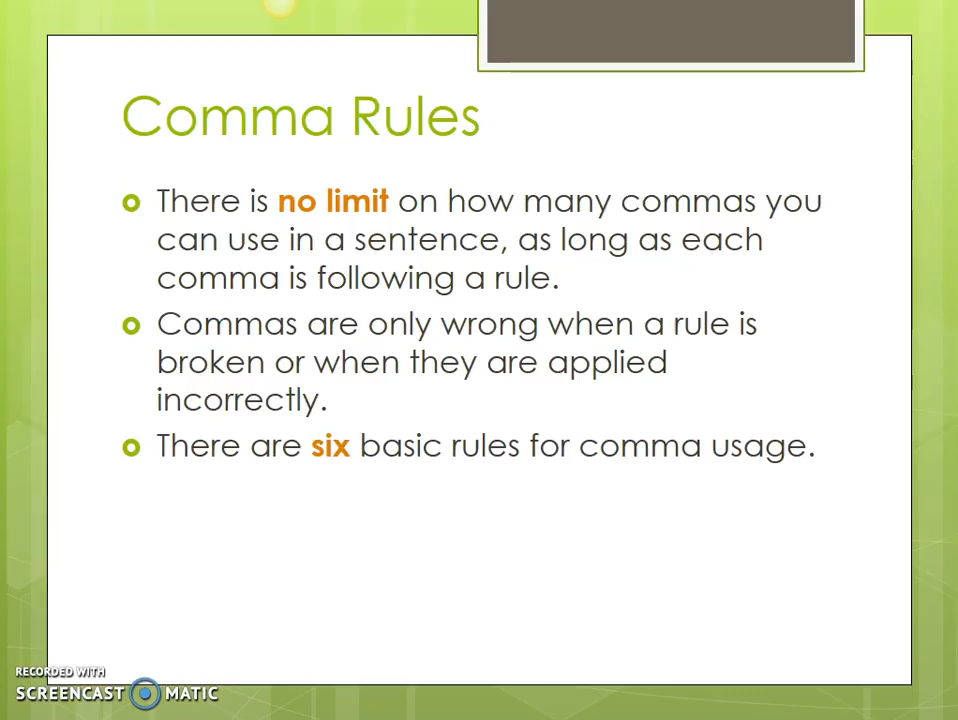 Comma Rules
There is no limit on how many commas you
can use in a sentence, as long as each
comma is following a rule.
Commas are only wrong when a rule is
broken or when they are applied
incorrectly.
There are six basic rules for comma usage.
RECORDED WITH
SCREENCAST MATIC